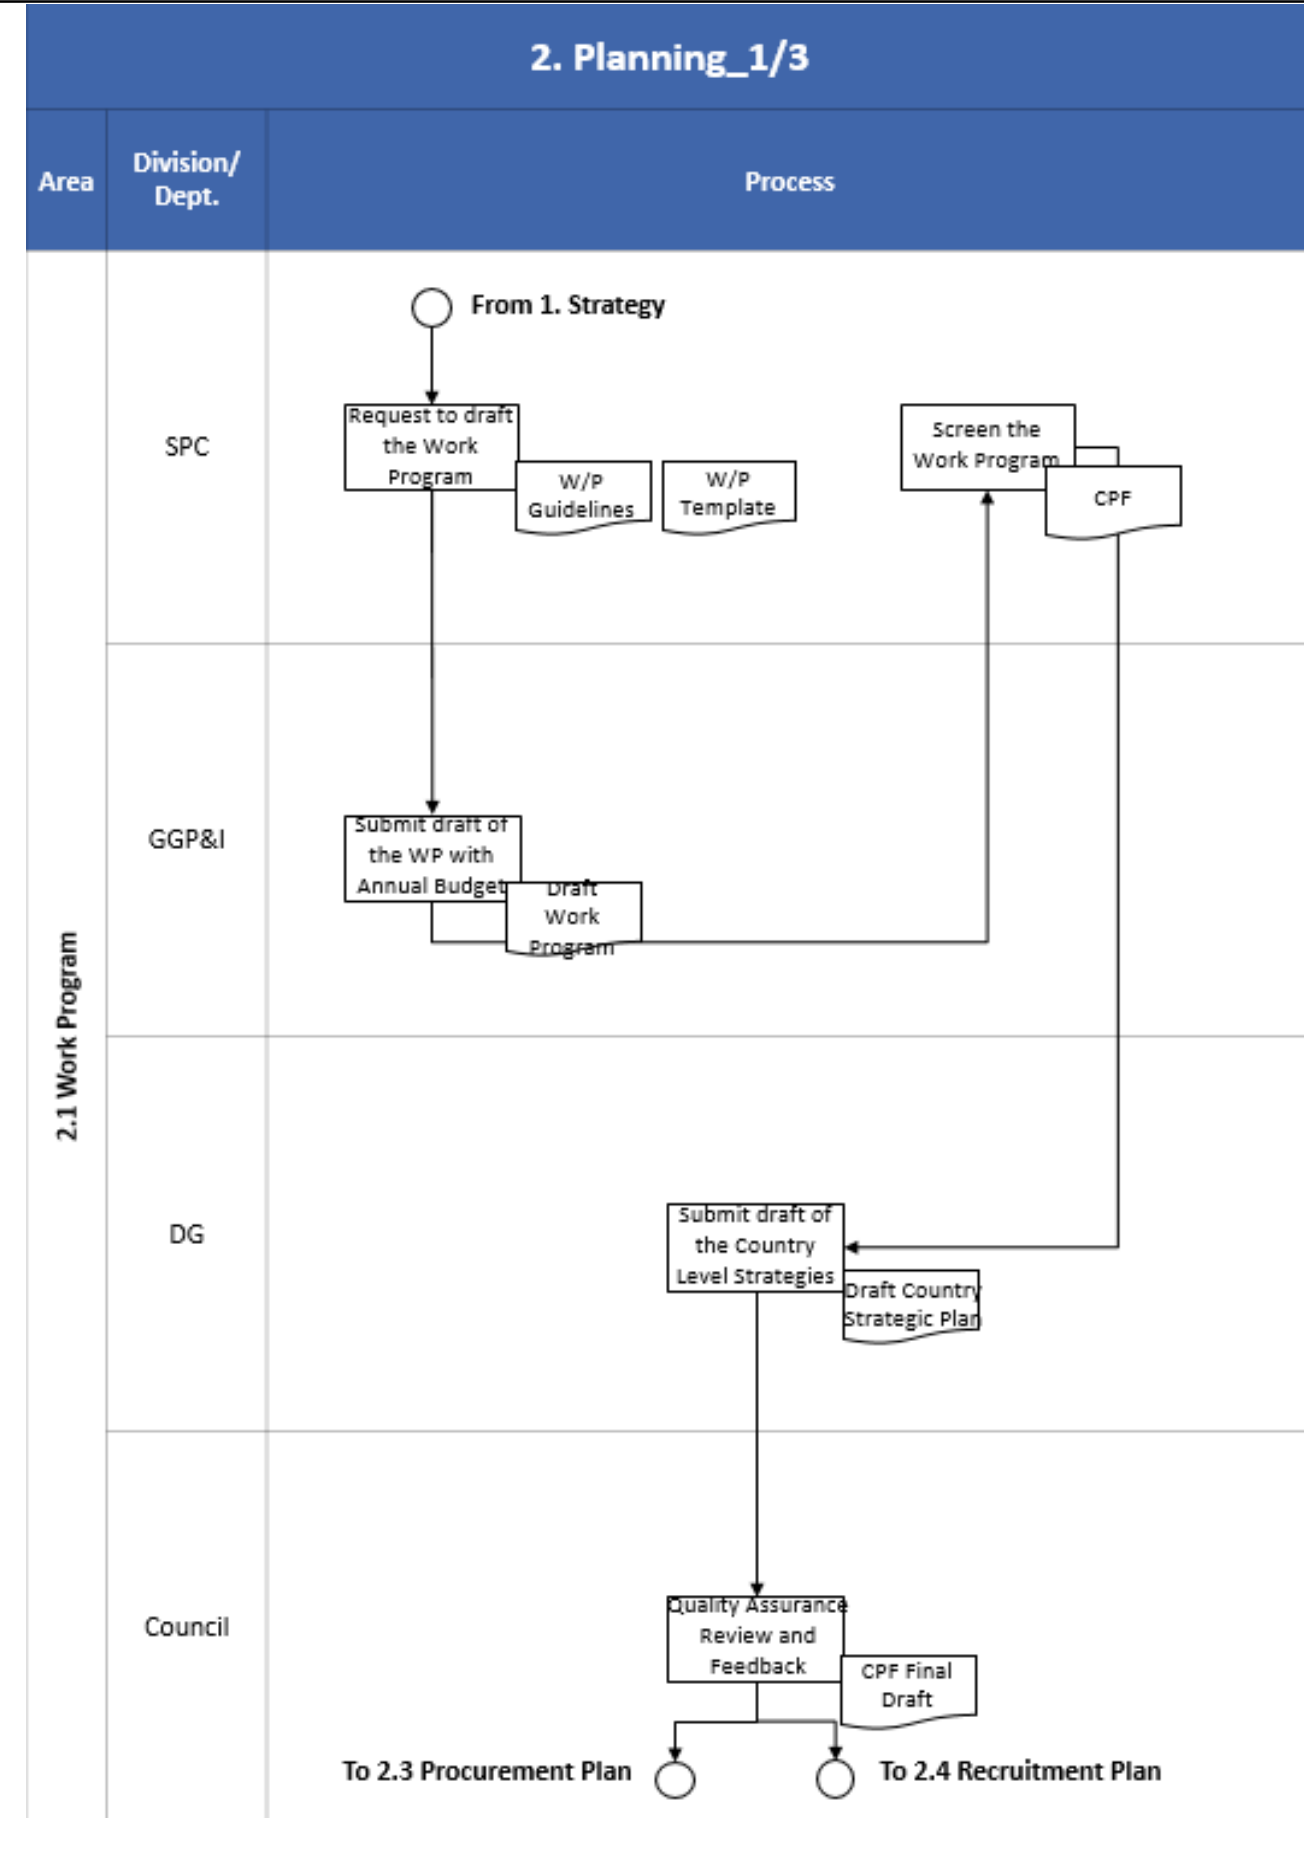 2. Planning_1/3
Area
Division/
Dept.
Process
2.1 Work Program
SPC
From 1. Strategy
Request to draft
the Work
Program
W/P
Guidelines
W/P
Template
Screen the
Work Program
CPF
GGP&I
Submit draft of
the WP with
Annual Budget
Draft
Work
Program
DG
Submit draft of
the Country
Level Strategies
Draft Country
Strategic Plan
Council
Quality Assurance
Review and
Feedback
CPF Final
Draft
To 2.3 Procurement Plan
To 2.4 Recruitment Plan